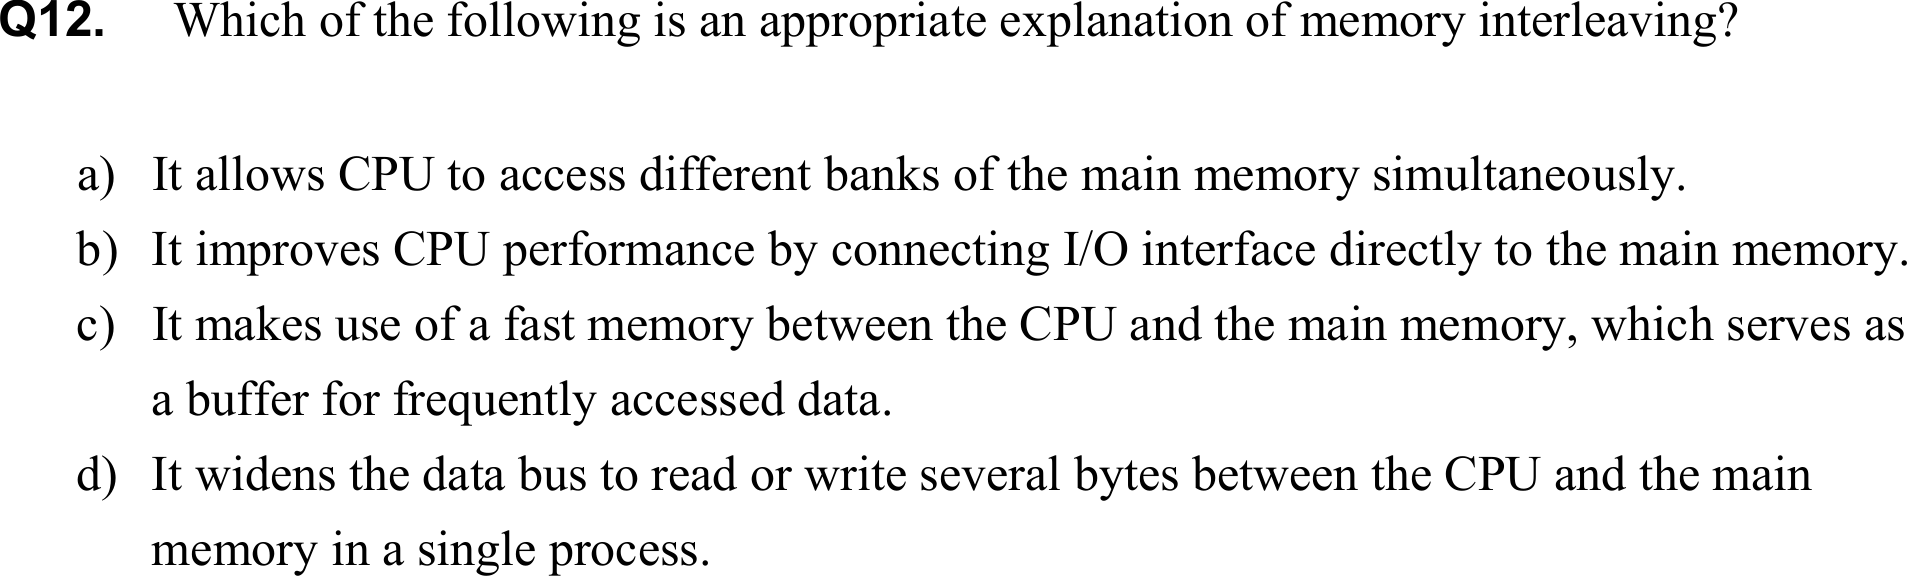 Q12. Which of the following is an appropriate explanation of memory interleaving?
a) It allows CPU to access different banks of the main memory simultaneously.
b) It improves CPU performance by connecting I/O interface directly to the main memory.
c) It makes use of a fast memory between the CPU and the main memory, which serves as
a buffer for frequently accessed data.
d) It widens the data bus to read or write several bytes between the CPU and the main
memory in a single process.